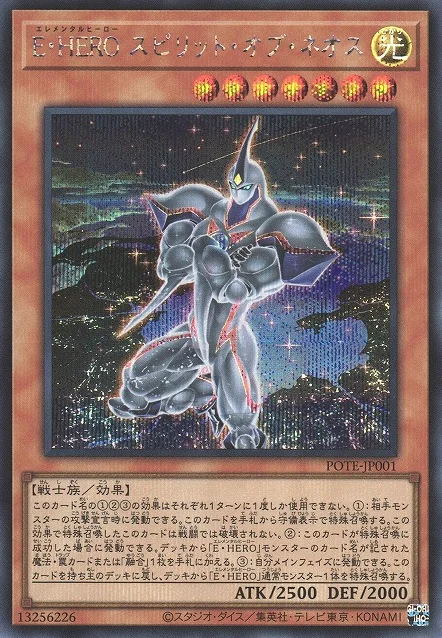 エレメンタルヒーロー
E・HERO スピリット・オブ・ネオス
光
POTE-JP001
【戦士族/効果】
このカード名の①②③の効果はそれぞれ1ターンに1度しか使用できない。①:相手モン
スターの攻撃宣言時に発動できる。このカードを手札から守備表示で特殊召喚する。この
効果で特殊召喚したこのカードは戦闘では破壊されない。②:このカードが特殊召喚に
成功した場合に発動できる。デッキから「E・HERO」モンスターのカード名が記された
魔法・罠カードまたは「融合」1枚を手札に加える。③:自分メインフェイズに発動できる。この
カードを持ち主のデッキに戻し、デッキから「E・HERO」通常モンスター1体を特殊召喚する。
ATK/2500 DEF/2000
13256226
©スタジオ・ダイス/集英社・テレビ東京・KONAMI